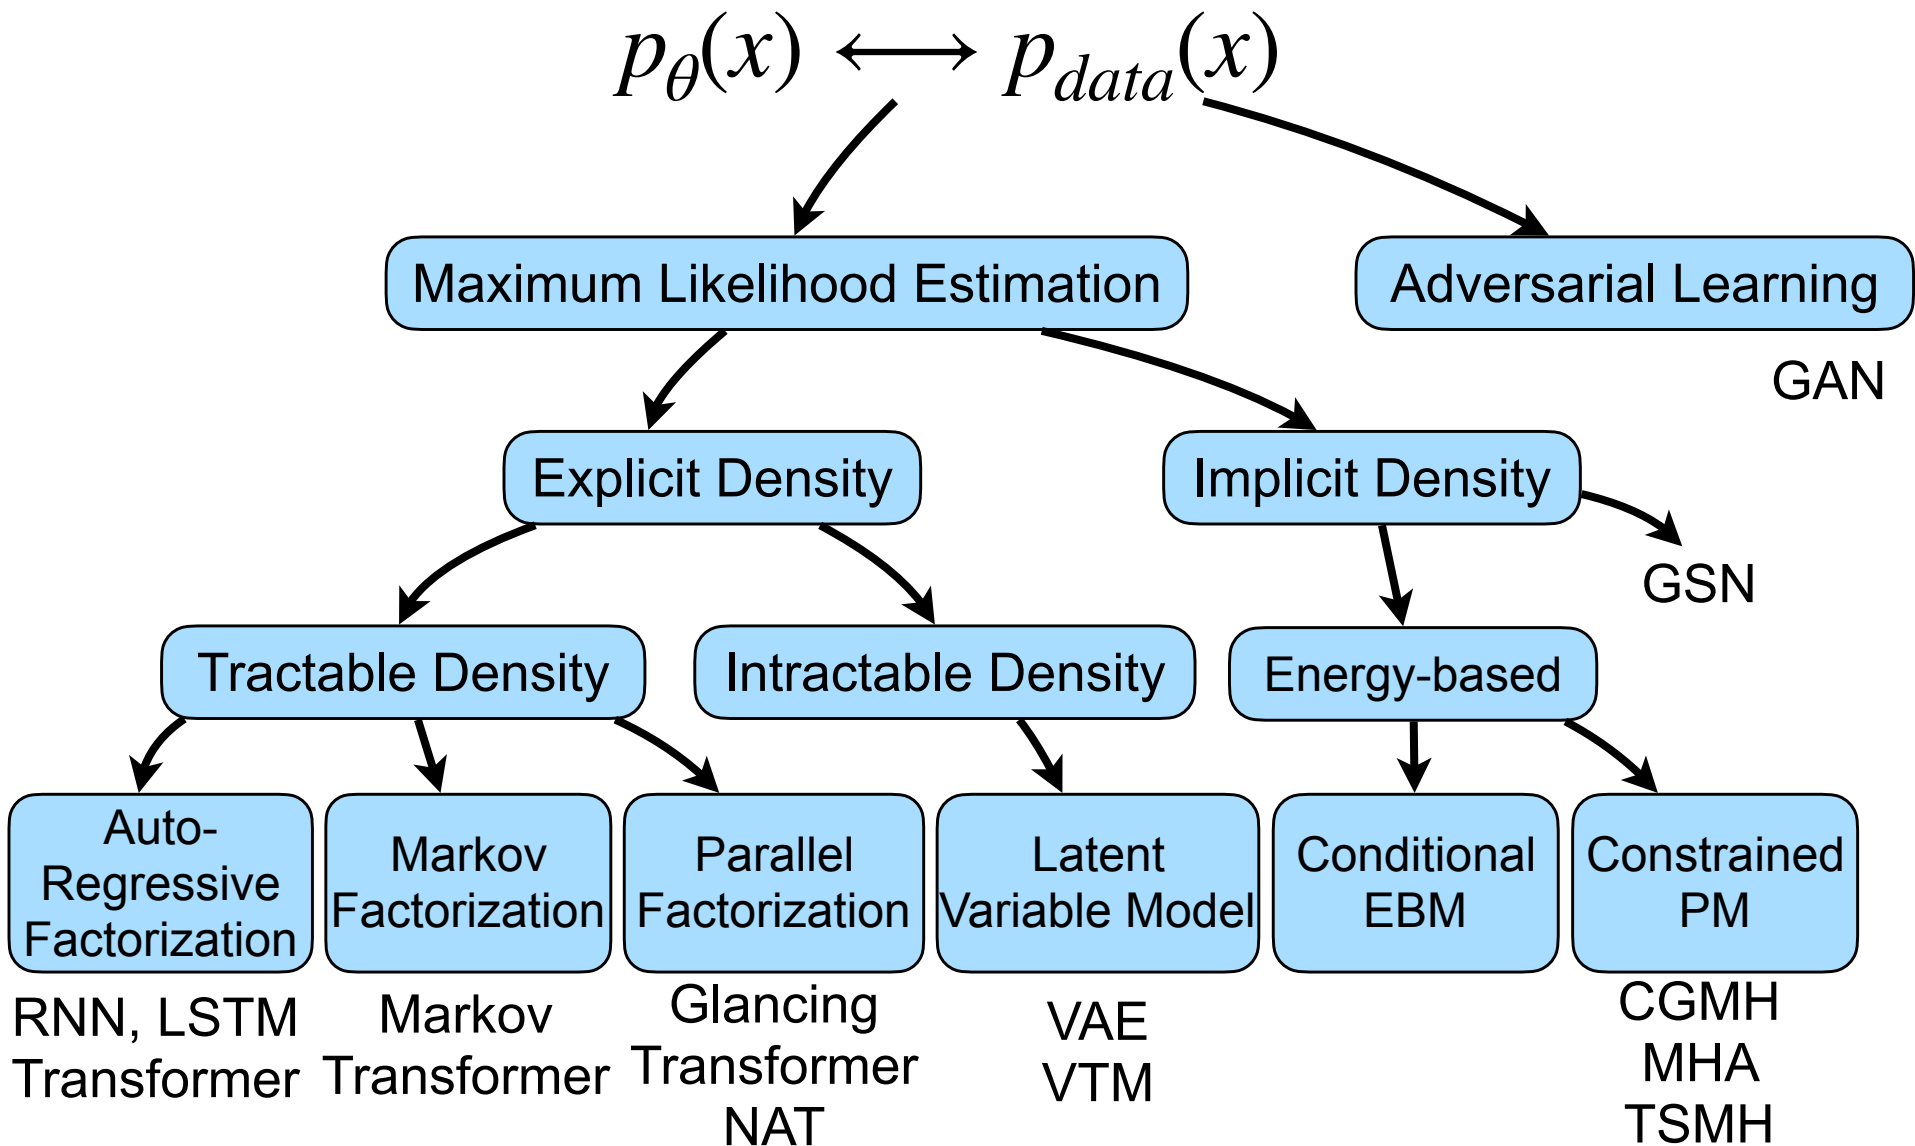 p_θ(x) ⟷ p_data(x)
Maximum Likelihood Estimation
Adversarial Learning
GAN
Explicit Density
Implicit Density
GSN
Tractable Density
Intractable Density
Energy-based
Auto-
Regressive
Factorization
Markov
Factorization
Parallel
Factorization
Latent
Variable Model
Conditional
EBM
Constrained
PM
RNN, LSTM
Transformer
Markov
Transformer
Glancing
Transformer
NAT
VAE
VTM
CGMH
MHA
TSMH